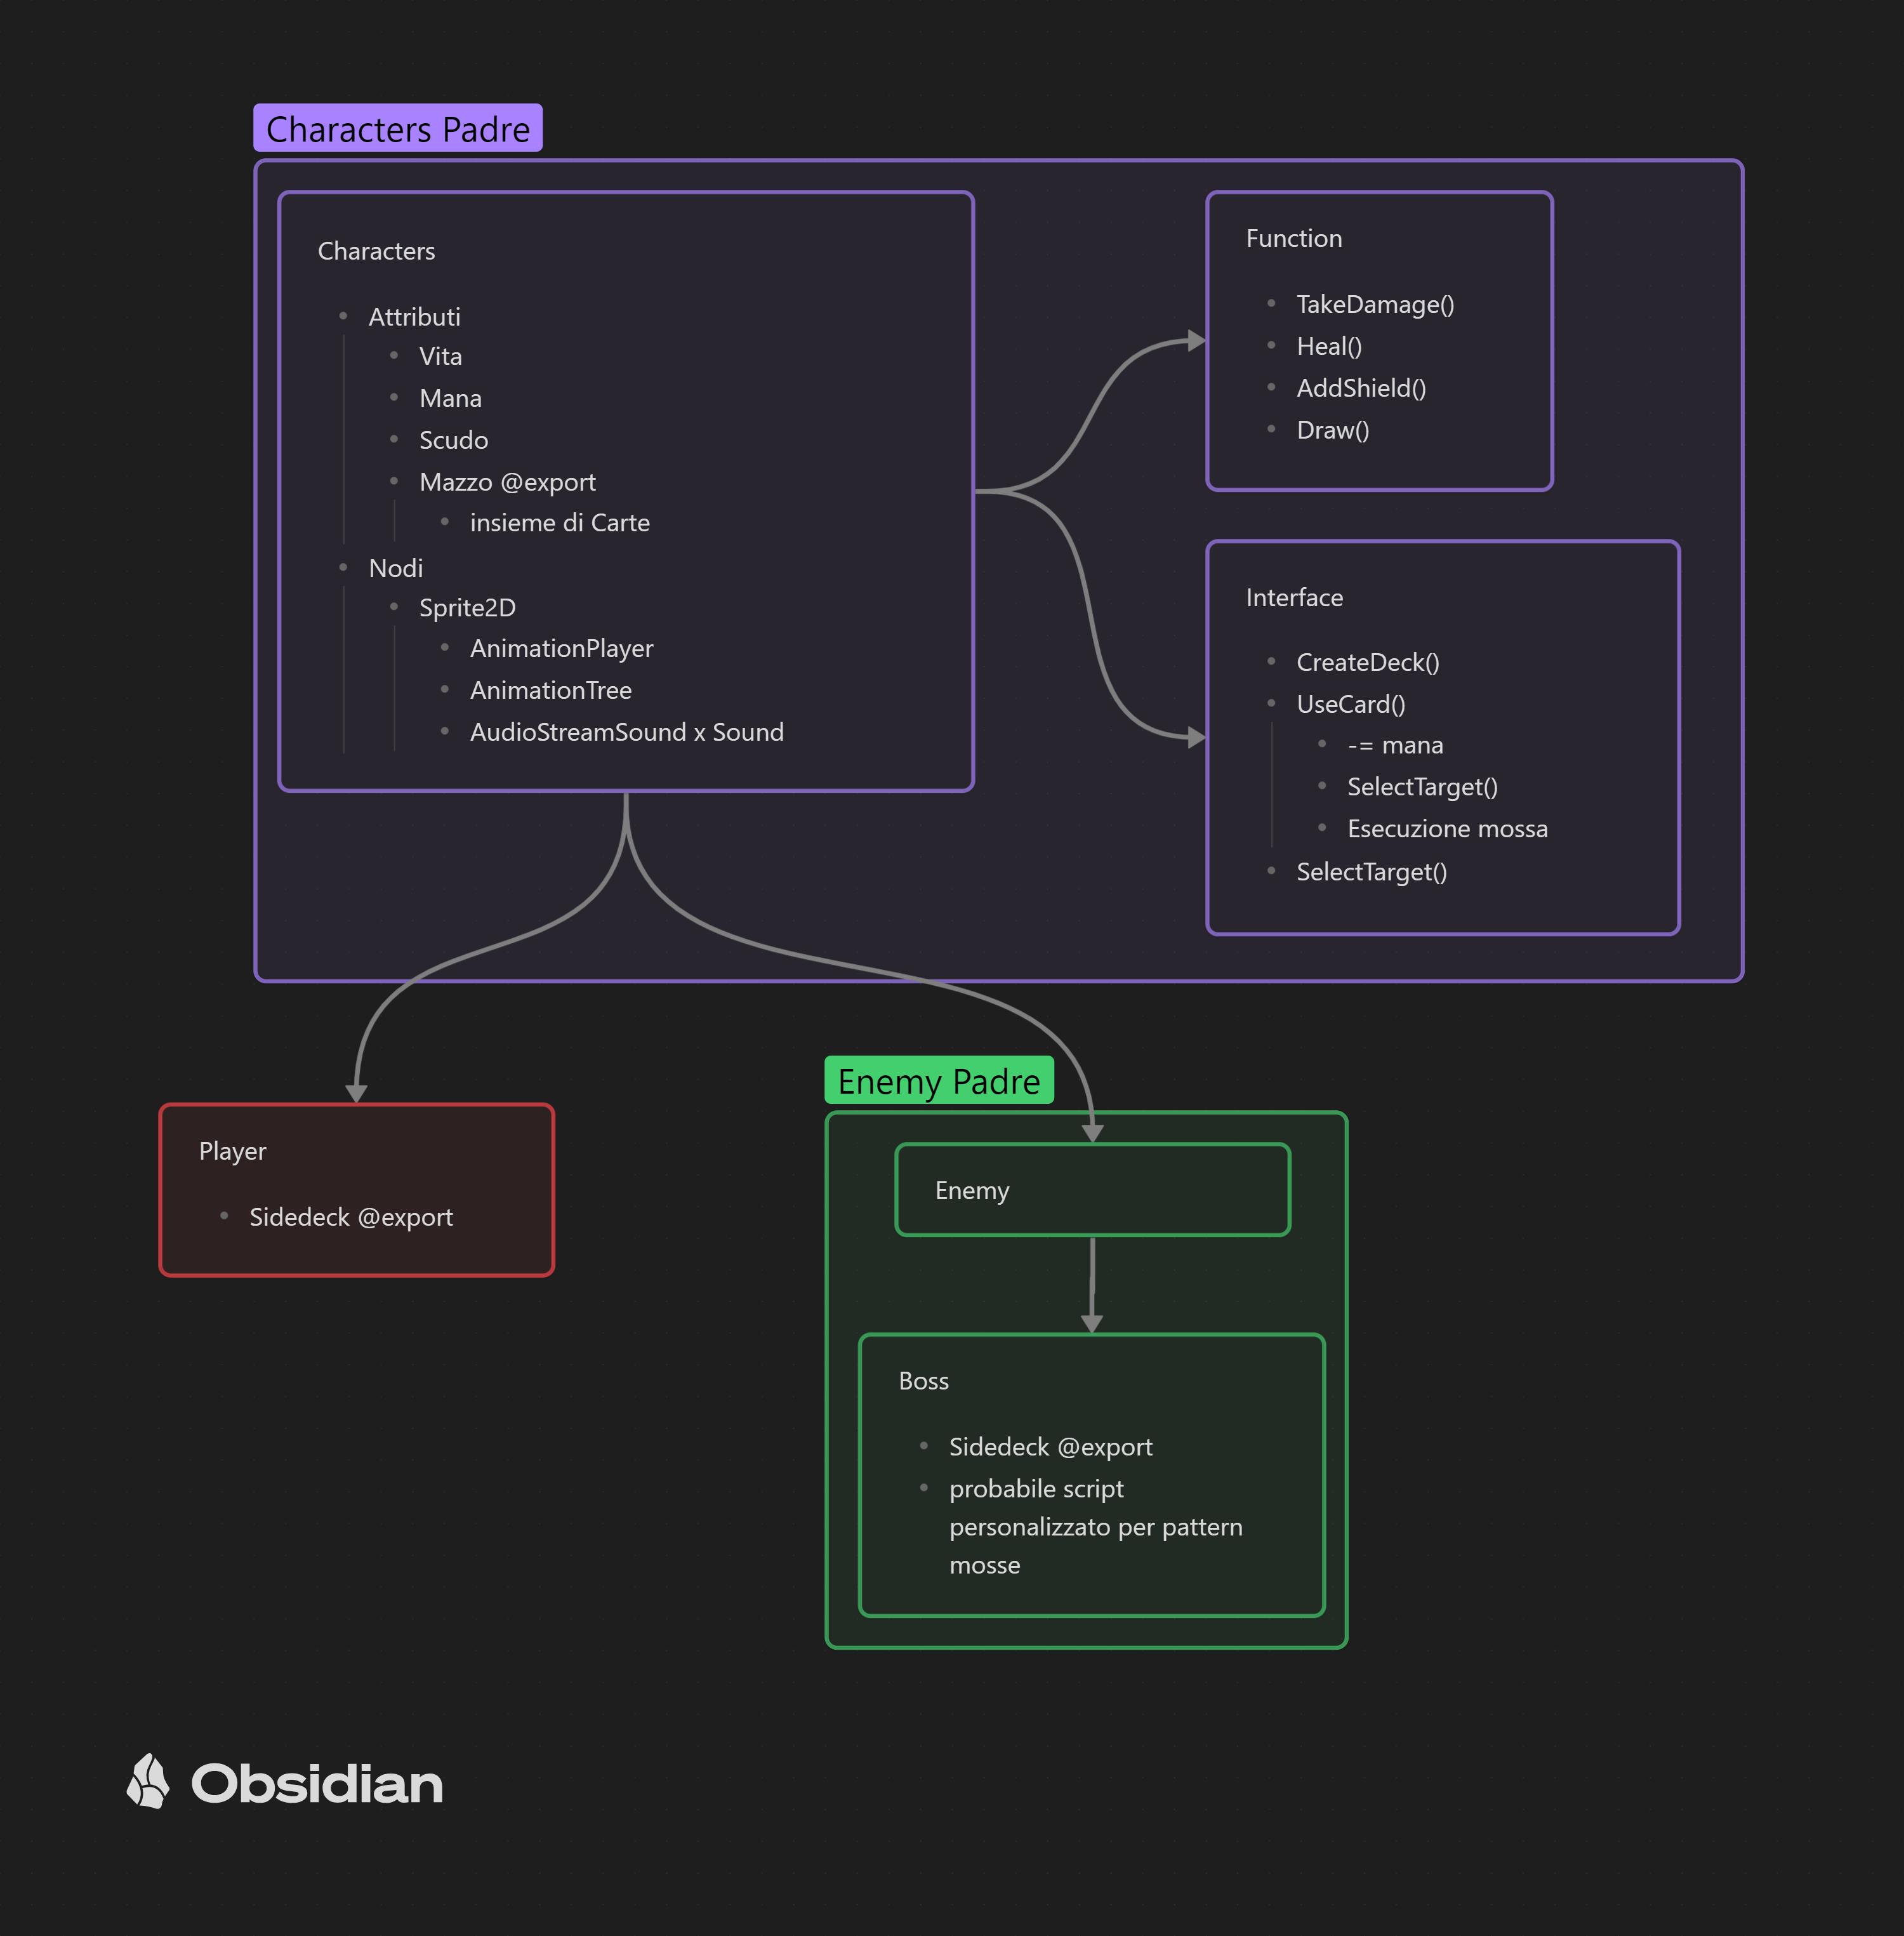 Characters Padre
Characters
Attributi
Vita
Mana
Scudo
Mazzo @export
insieme di Carte
Nodi
Sprite2D
AnimationPlayer
AnimationTree
AudioStreamSound x Sound
Function
TakeDamage()
Heal()
AddShield()
Draw()
Interface
CreateDeck()
UseCard()
-= mana
SelectTarget()
Esecuzione mossa
SelectTarget()
Player
Sidedeck @export
Enemy Padre
Enemy
Boss
Sidedeck @export
probabile script
personalizzato per pattern
mosse
Obsidian